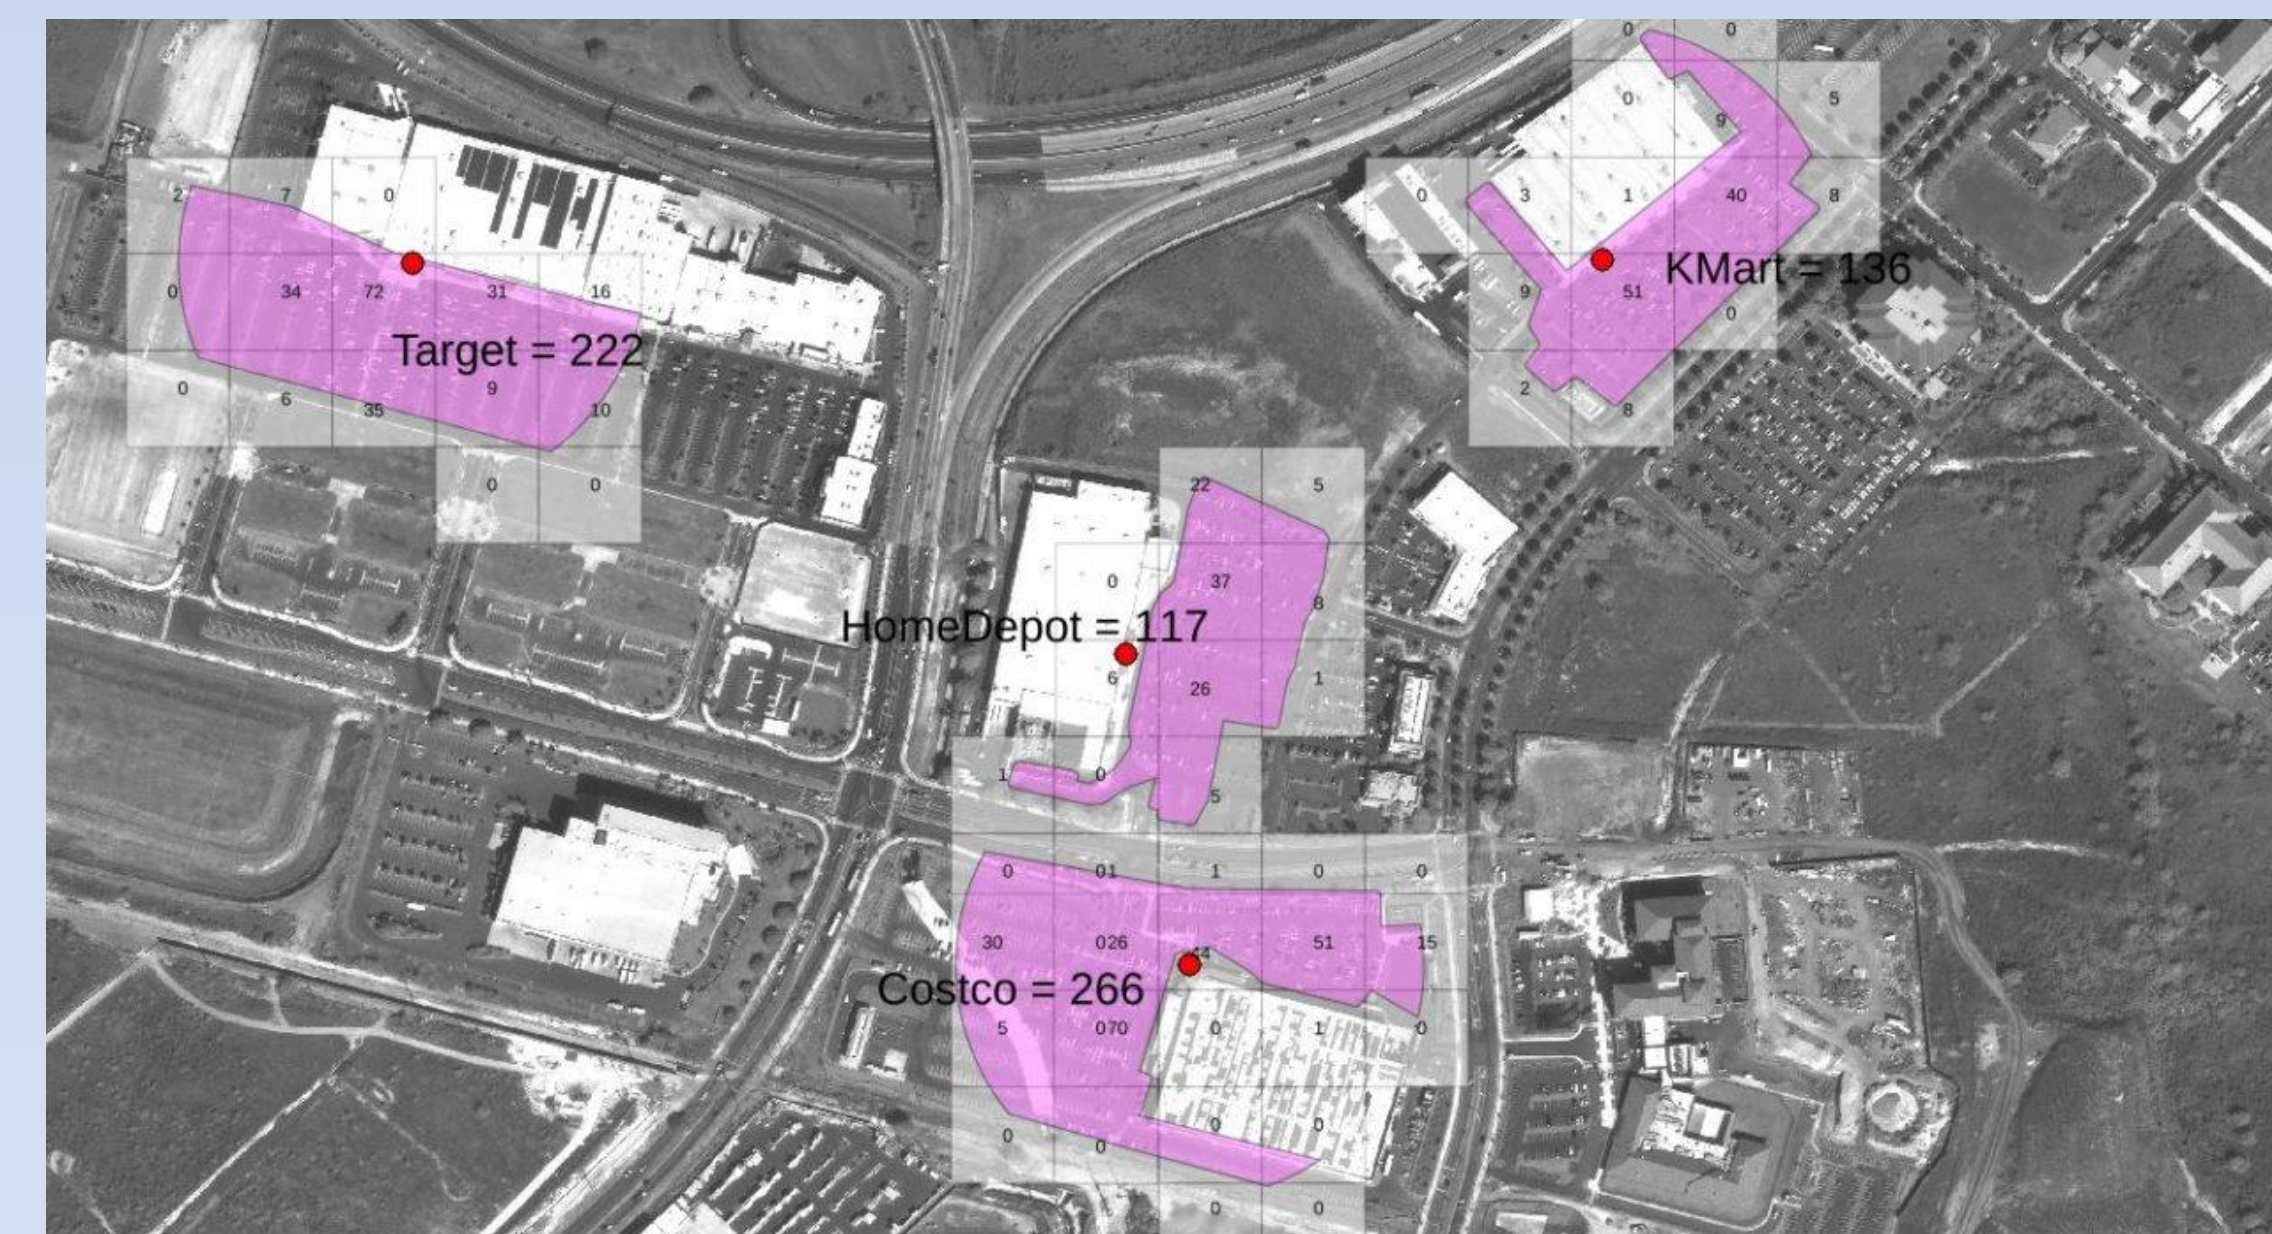 0 0
0 5
9
2 7 0
0 3 1 40 8
KMart = 136
0 34 72 31 16
9 51
0
Target = 222
0 6 35 9 10
2 8
0 0
22 5
0 37
8
HomeDepot = 117
6 26 1
1 0
5
0 01 1 0 0
30 026 44 51 15
Costco = 266
5 070 0 1 0
0 0 0 0
0 0